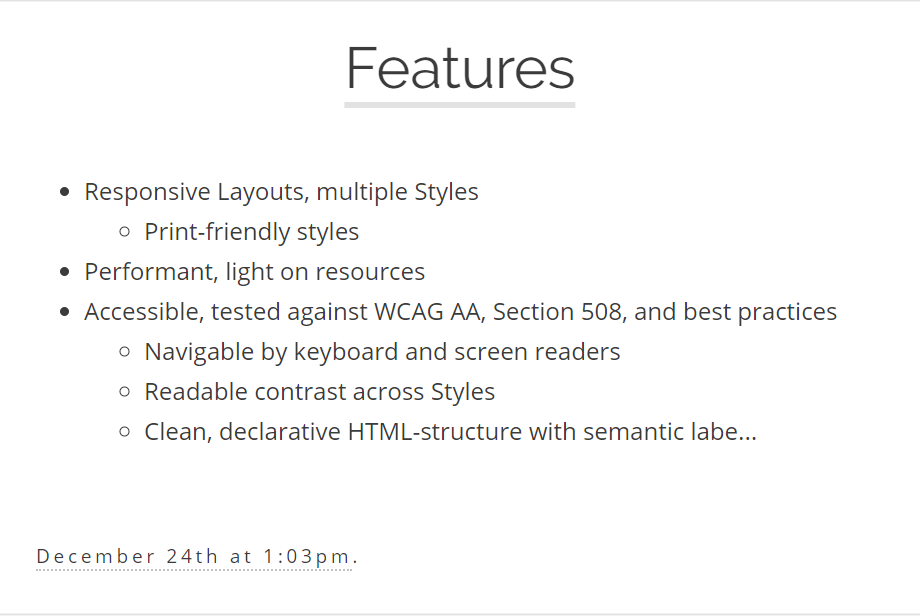 Features
Responsive Layouts, multiple Styles
Print-friendly styles
Performant, light on resources
Accessible, tested against WCAG AA, Section 508, and best practices
Navigable by keyboard and screen readers
Readable contrast across Styles
Clean, declarative HTML-structure with semantic labe...
December 24th at 1:03pm.